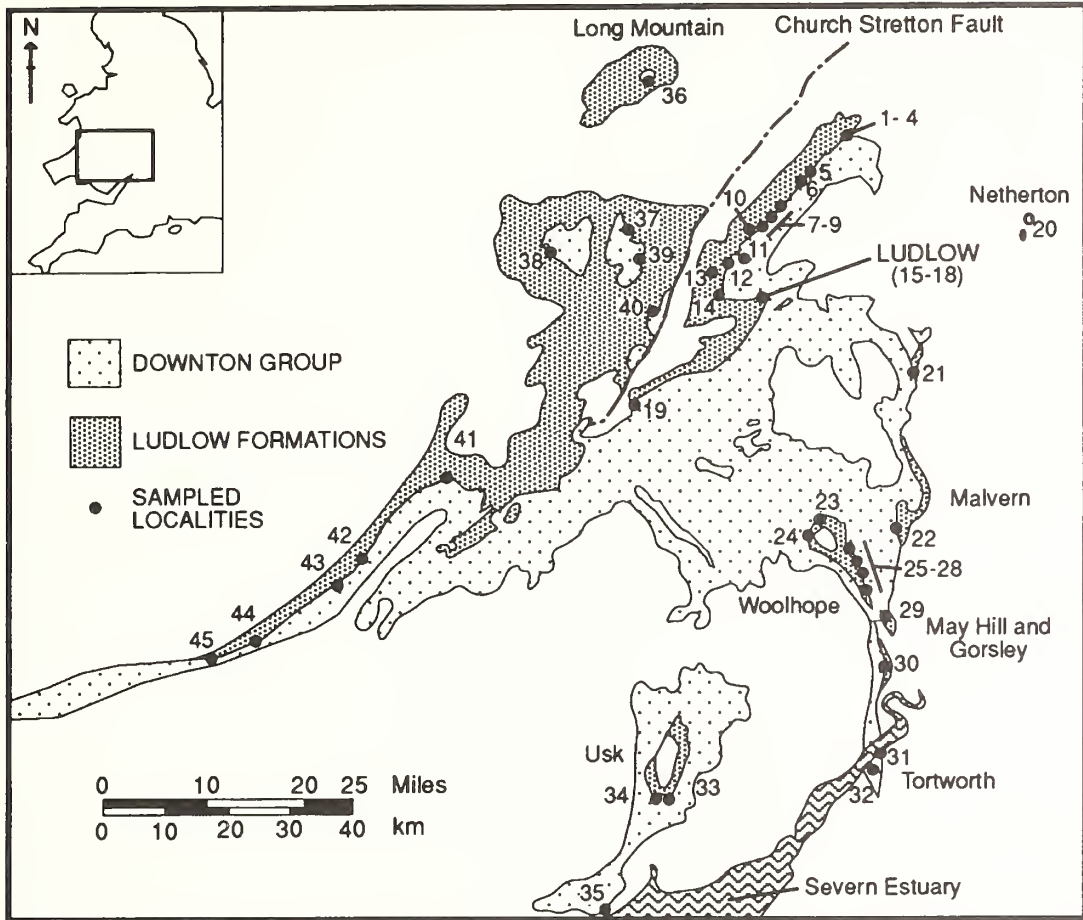 N
Long Mountain
Church Stretton Fault
36
1-4
5
6
10
7-9
Netherton
20
37
11
38
39
13
12
LUDLOW
(15-18)
14
40
DOWNTON GROUP
21
19
LUDLOW FORMATIONS
41
SAMPLED
LOCALITIES
Malvern
23
42
24
22
43
25-28
Woolhope
44
29
May Hill and
Gorsley
45
30
Usk
31
0 10 20 25 Miles
34
33
32
Tortworth
0 10 20 30 40 km
35
Severn Estuary